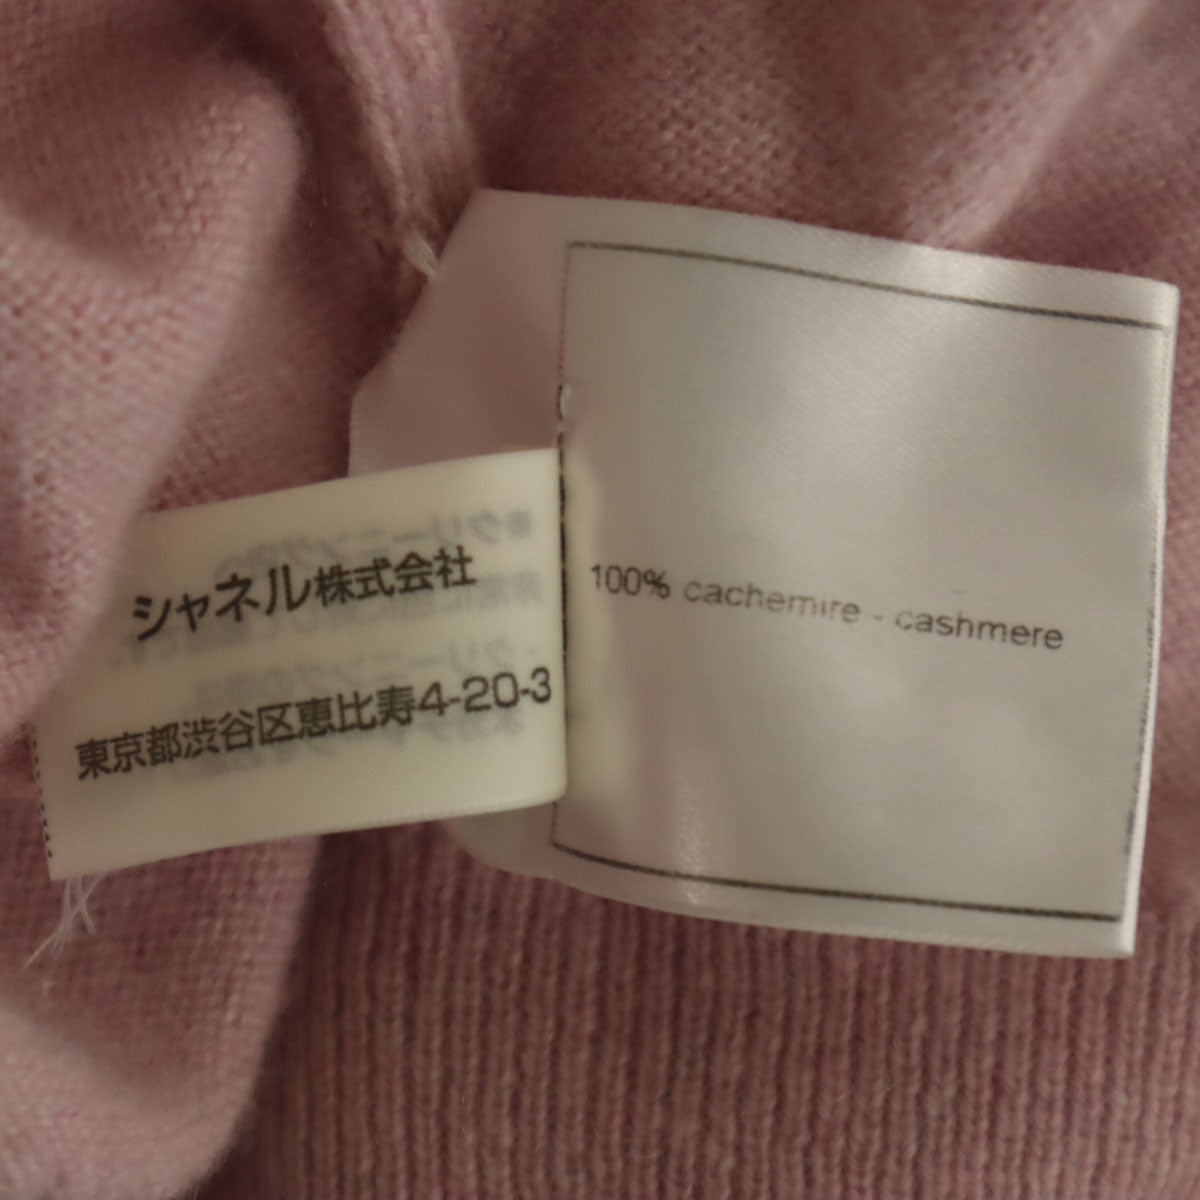 シャネル株式会社
東京都渋谷区恵比寿4-20-3
100% cachemire - cashmere